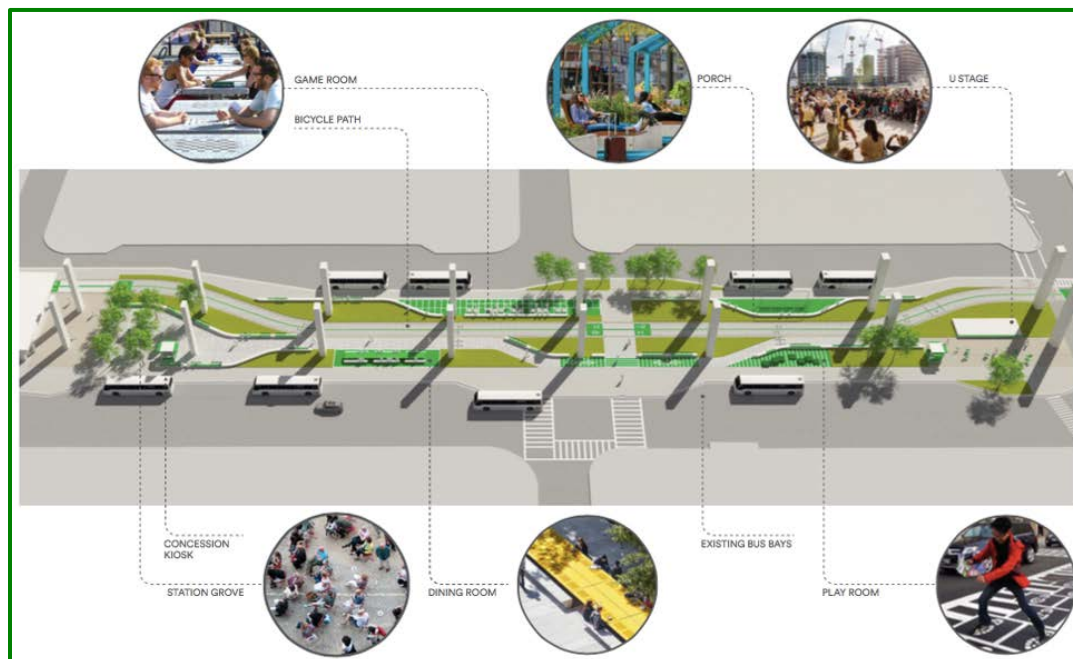 GAME ROOM
BICYCLE PATH
PORCH
U STAGE
CONCESSION
KIOSK
STATION GROVE
DINING ROOM
EXISTING BUS BAYS
PLAY ROOM